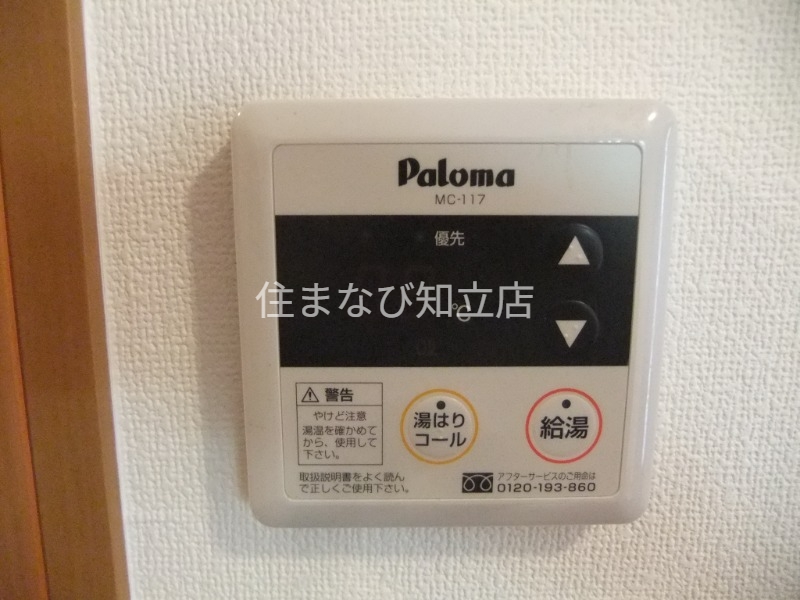 Paloma
MC-117
優先
℃
住まなび知立店
警告
やけど注意
湯温を確かめて
から、使用して
下さい。
取扱説明書をよく読ん
で正しくご使用下さい。
湯はり
コール
給湯
アフターサービスのご用命は
0120-193-860